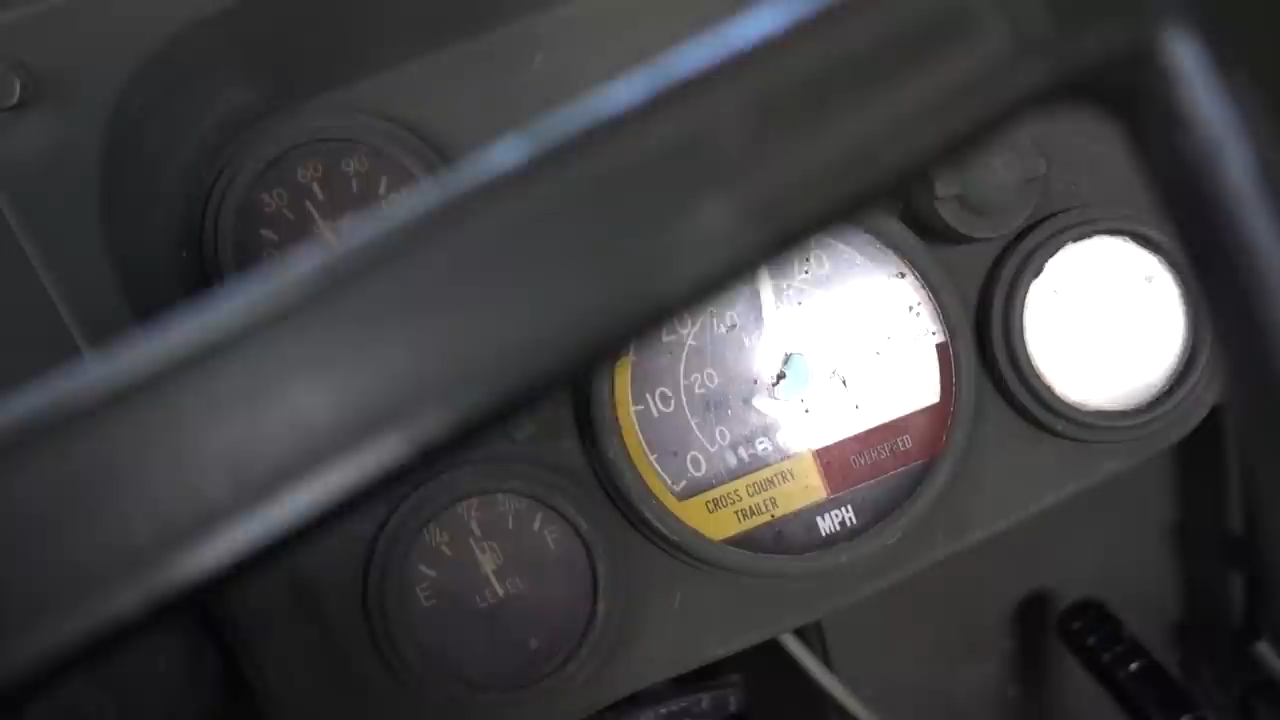 30 60 90
20 40 40
10 20
0 0
CROSS COUNTRY
TRAILER
OVERSPEED
MPH
1/4 1/2 3/4 F
E LEVEL